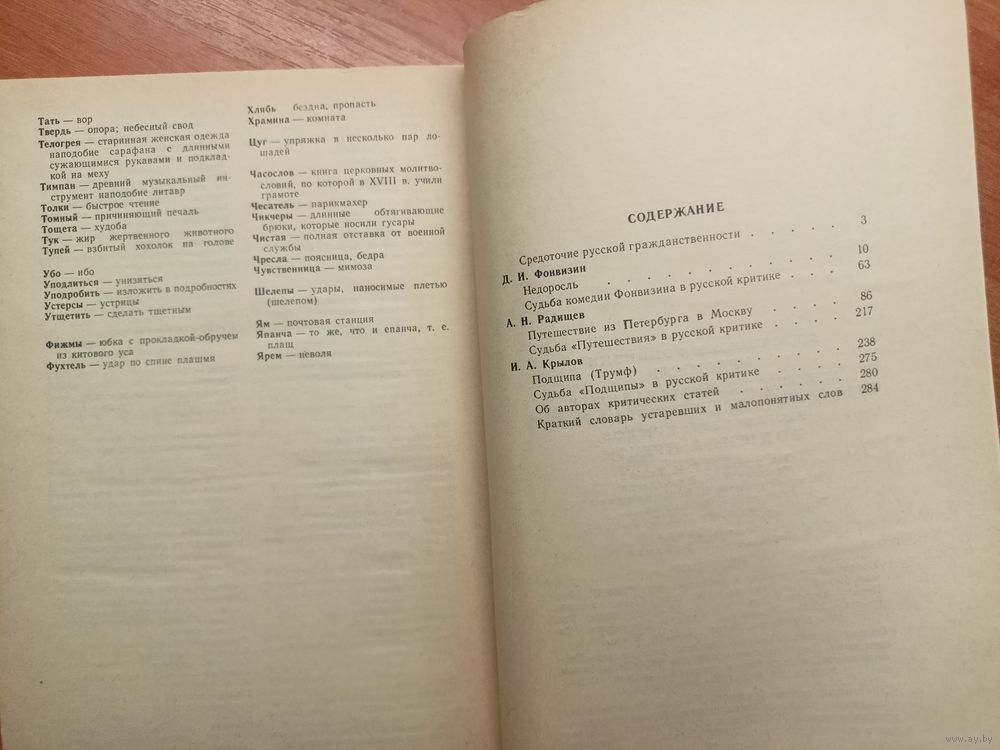 Тать — вор
Твердь — опора; небесный свод
Телогрея — старинная женская одежда
наподобие сарафана с длинными
сужающимися рукавами и подклад-
кой на меху
Тимпан — древний музыкальный ин-
струмент наподобие литавр
Толки — быстрое чтение
Томный — причиняющий печаль
Тощета — худоба
Тук — жир жертвенного животного
Тупей — взбитый хохолок на голове
Убо — ибо
Уподлиться — унизиться
Уподробить — изложить в подробностях
Устерсы — устрицы
Утщетить — сделать тщетным
Фижмы — юбка с прокладкой-обручем
из китового уса
Фухтель — удар по спине плашмя
Хлябь бездна, пропасть
Храмина — комната
Цуг — упряжка в несколько пар ло-
шадей
Часослов — книга церковных молитво-
словий, по которой в XVIII в. учили
грамоте
Чесатель — парикмахер
Чикчеры — длинные обтягивающие
брюки, которые носили гусары
Чистая — полная отставка от военной
службы
Чресла — поясница, бедра
Чувственница — мимоза
Шелепы — удары, наносимые плетью
(шелепом)
Ям — почтовая станция
Япанча — то же, что и епанча, т. е.
плащ
Ярем — неволя
СОДЕРЖАНИЕ
Средоточие русской гражданственности . . . . . 3
Д. И. Фонвизин
Недоросль . . . . . . . . . . 10
Судьба комедии Фонвизина в русской критике . . . 63
А. Н. Радищев
Путешествие из Петербурга в Москву . . . . 86
Судьба «Путешествия» в русской критике . . . . 217
И. А. Крылов
Подщипа (Трумф) . . . . . . . . . 238
Судьба «Подщипы» в русской критике . . . . 275
Об авторах критических статей . . . . . . 280
Краткий словарь устаревших и малопонятных слов 284
www.ay.by